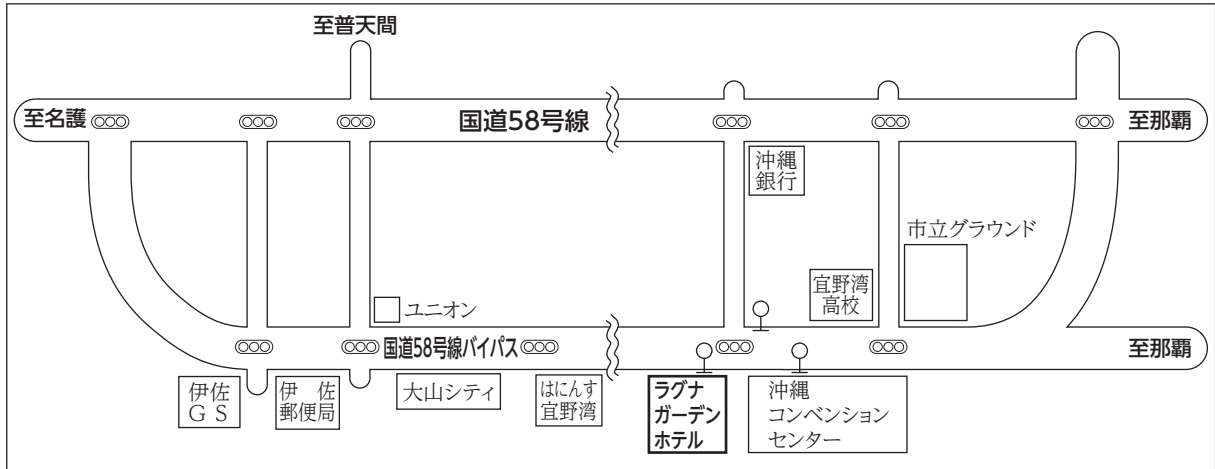 至普天間
至名護
国道58号線
至那覇
沖縄
銀行
市立グラウンド
宜野湾
高校
ユニオン
国道58号線バイパス
至那覇
伊佐
GS
伊佐
郵便局
大山シティ
はにんす
宜野湾
ラグナ
ガーデン
ホテル
沖縄
コンベンション
センター